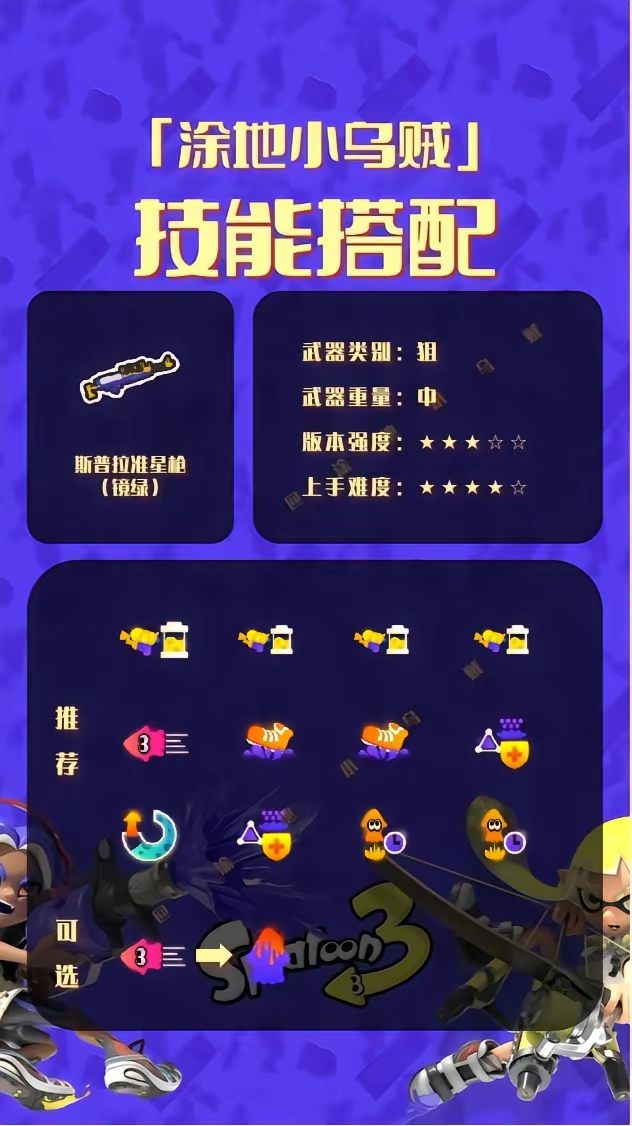 「涂地小乌贼」
技能搭配
斯普拉准星枪
（镜绿）
武器类别：狙
武器重量：中
版本强度：★★★☆☆
上手难度：★★★★☆
推荐
3
可选
3
Splatoon 3